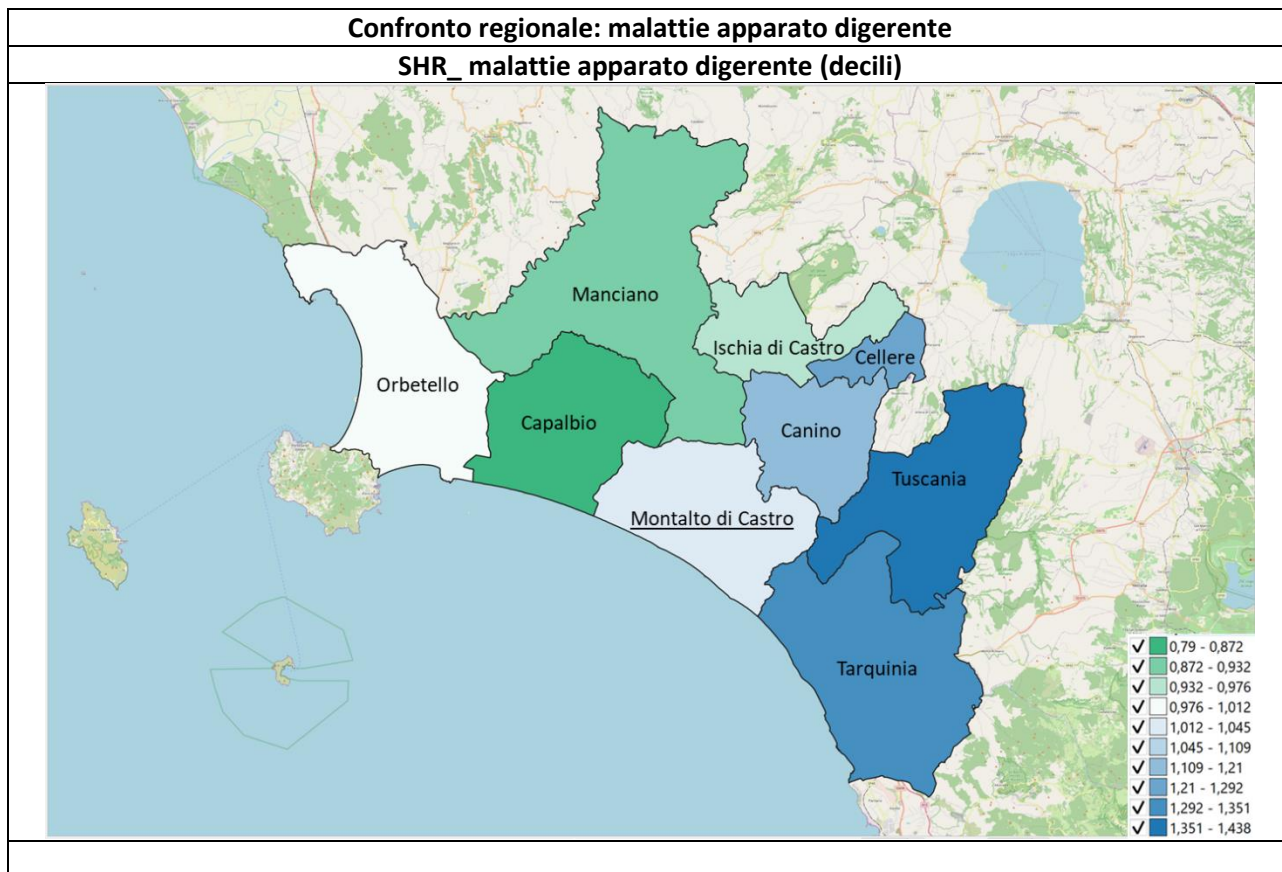 Confronto regionale: malattie apparato digerente
SHR_ malattie apparato digerente (decili)
Manciano
Ischia di Castro
Cellere
Orbetello
Capalbio
Canino
Tuscania
Montalto di Castro
Tarquinia
0,79 - 0,872
0,872 - 0,932
0,932 - 0,976
0,976 - 1,012
1,012 - 1,045
1,045 - 1,109
1,109 - 1,21
1,21 - 1,292
1,292 - 1,351
1,351 - 1,438